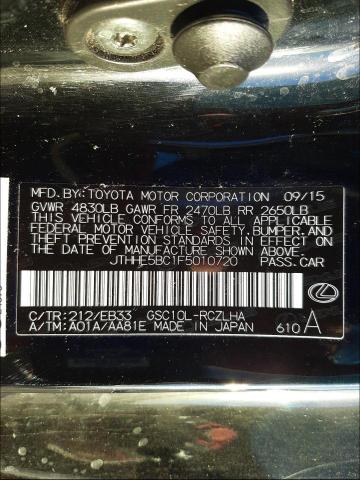 MFD.BY:TOYOTA MOTOR CORPORATION 09/15
GVWR 4830LB GAWR FR 2470LB RR 2650LB
THIS VEHICLE CONFORMS TO ALL APPLICABLE
FEDERAL MOTOR VEHICLE SAFETY,BUMPER,AND
THEFT PREVENTION STANDARDS IN EFFECT ON
THE DATE OF MANUFACTURE SHOWN ABOVE.
JTHHE5BC1F5010720 PASS.CAR
C/TR:212/EB33 GSC10L-RCZLHA
A/TM:A01A/AA81E MADE IN JAPAN 610 A